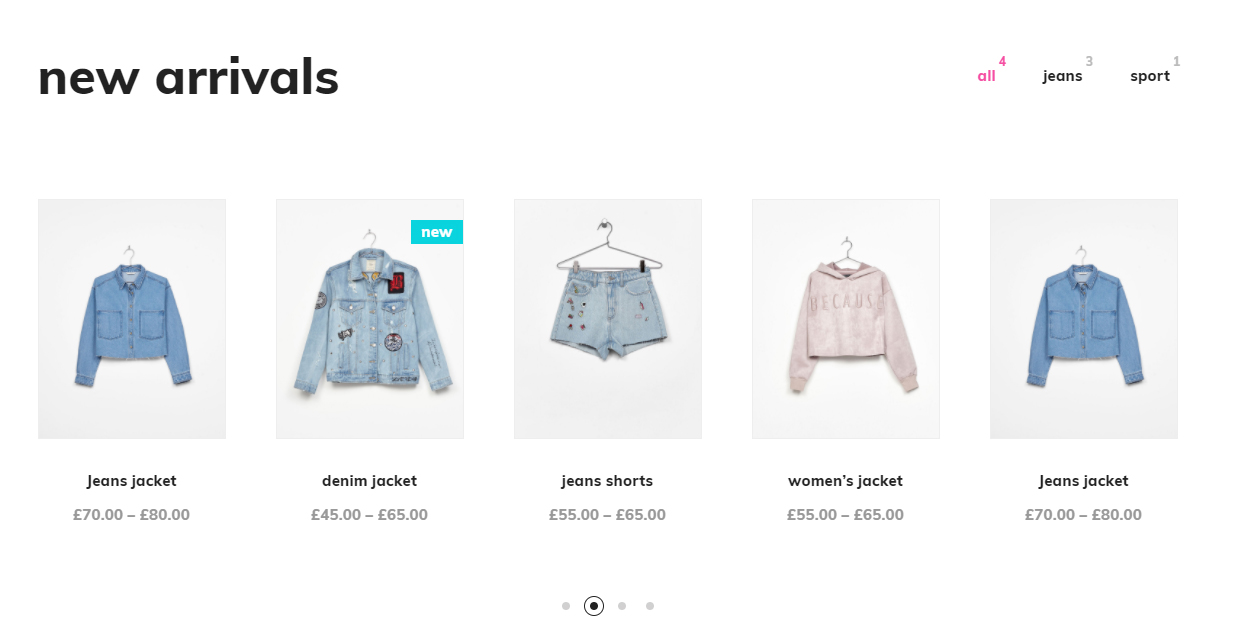 new arrivals
all 4
jeans 3
sport 1
new
B
BECAUSE
Jeans jacket
denim jacket
jeans shorts
women's jacket
Jeans jacket
£70.00 – £80.00
£45.00 – £65.00
£55.00 – £65.00
£55.00 – £65.00
£70.00 – £80.00